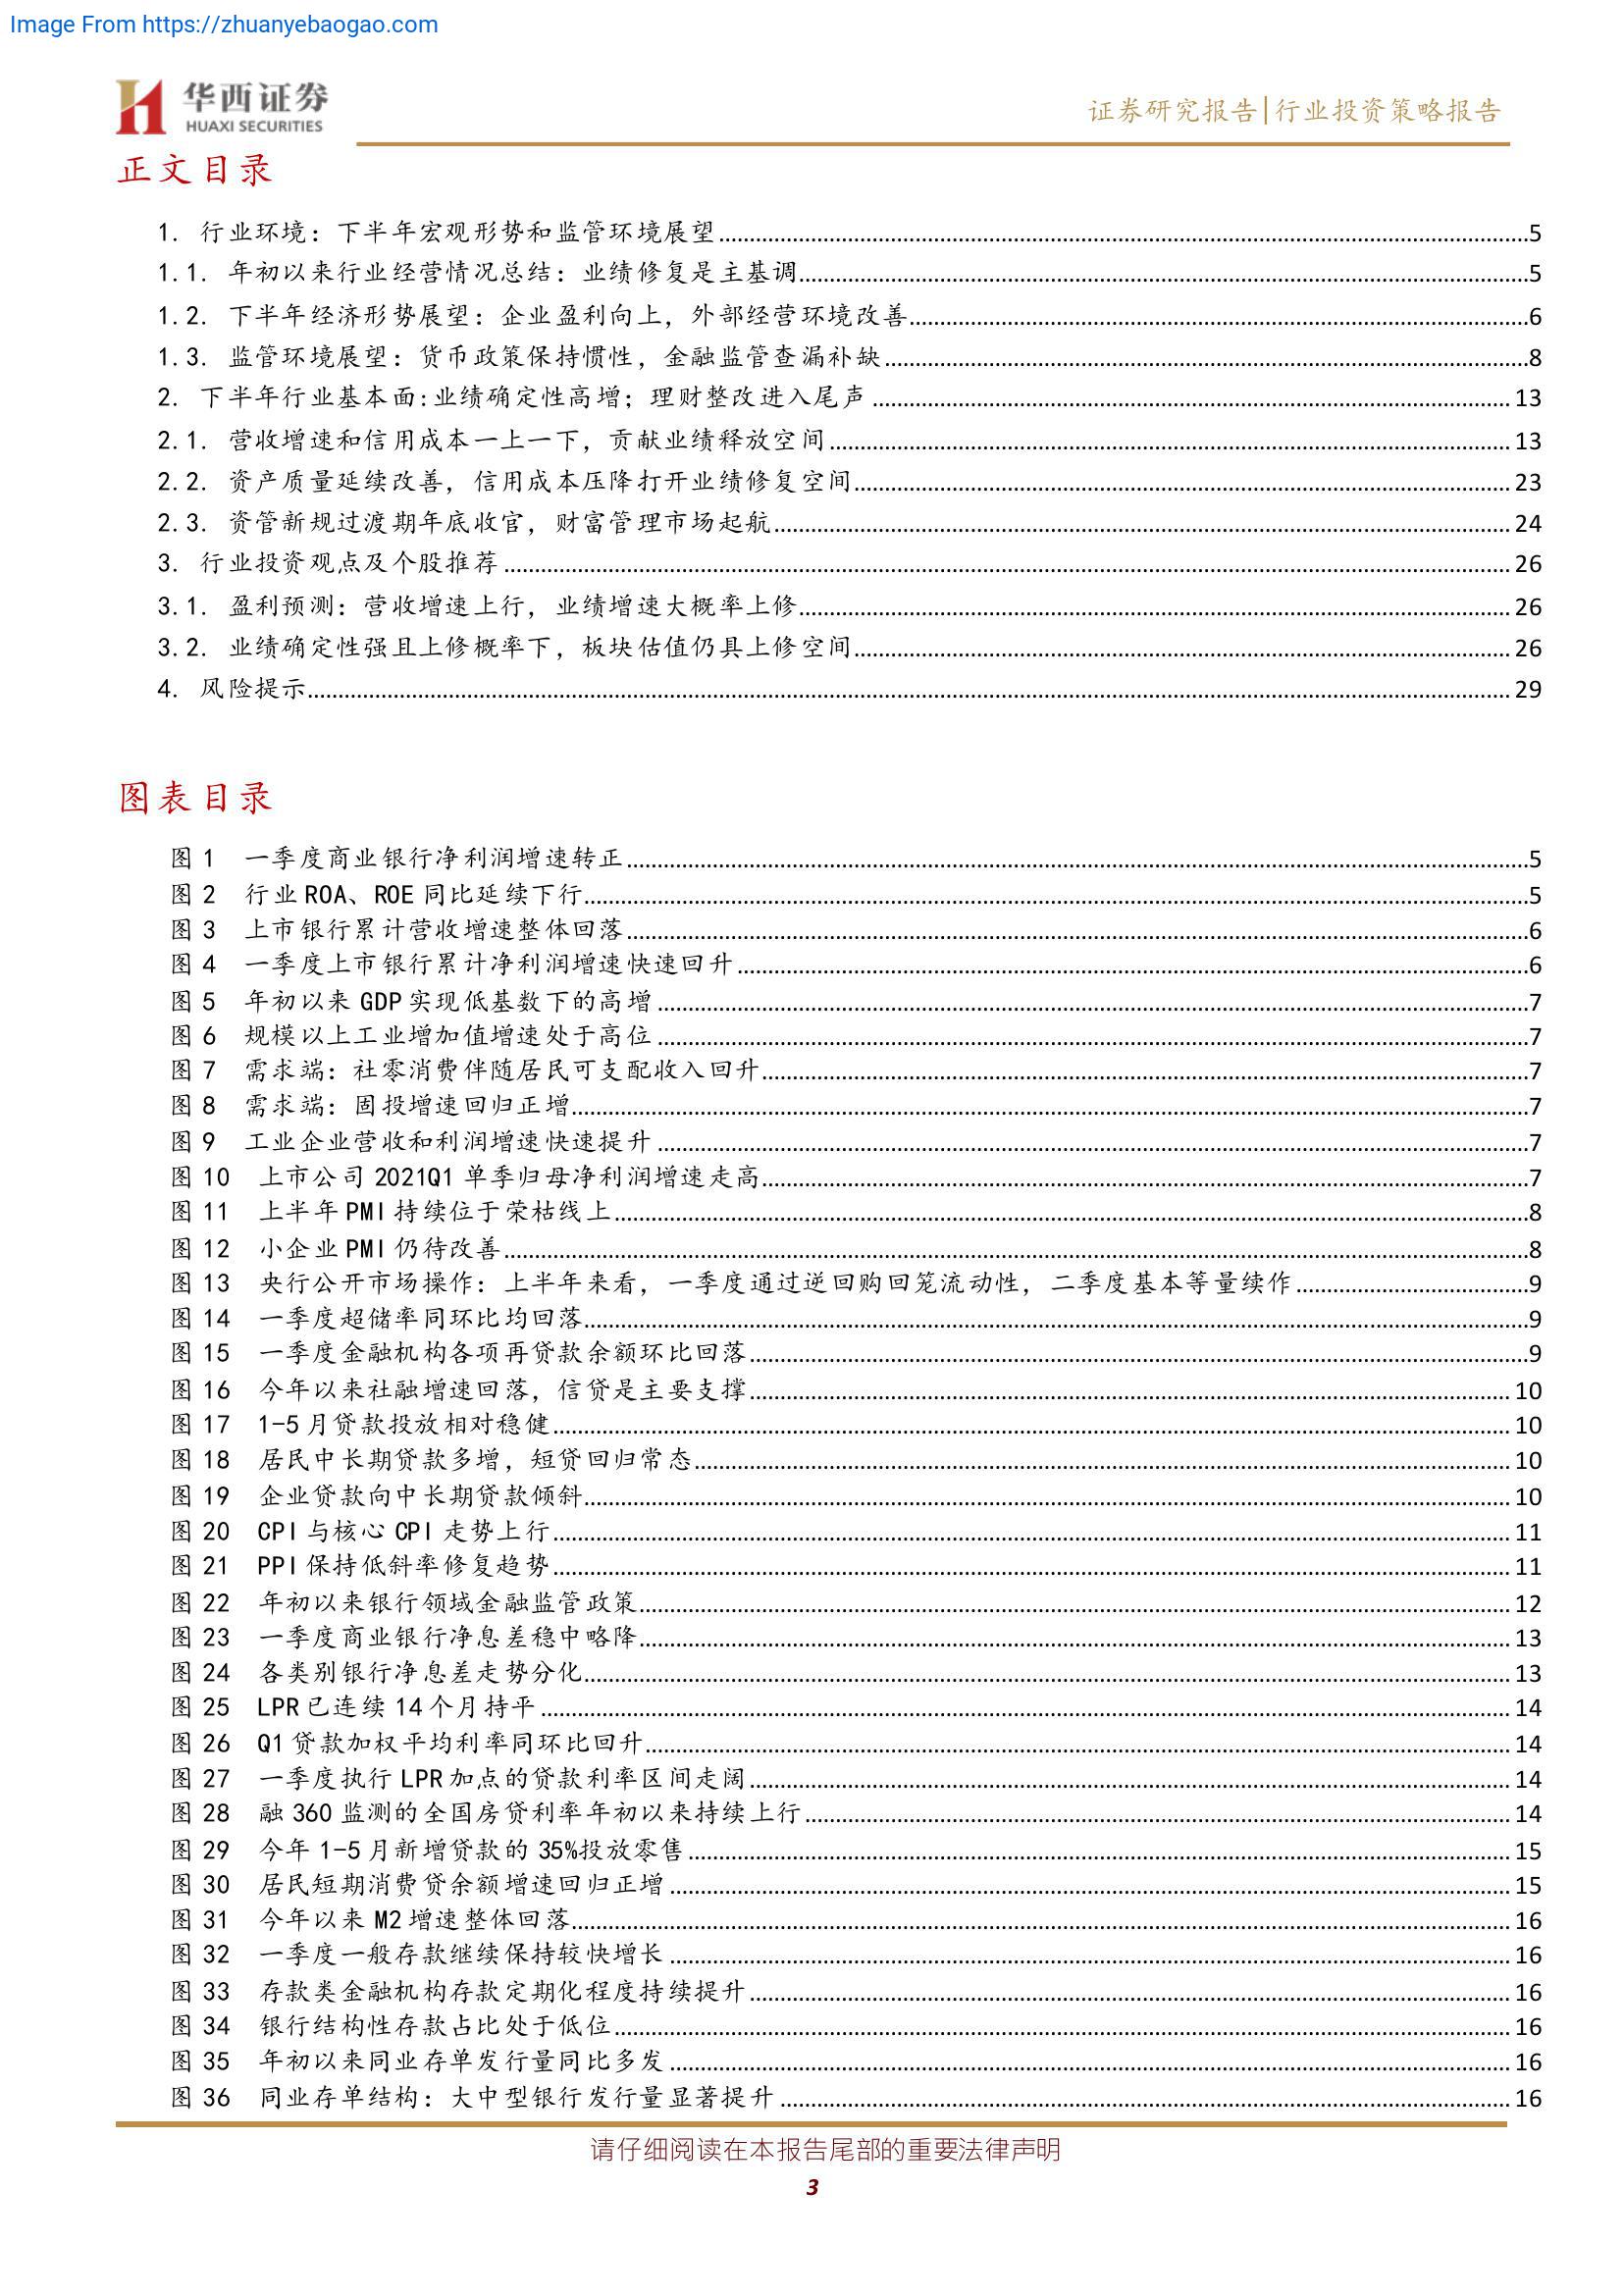 Image From https://zhuanyebaogao.com
华西证券
HUAXI SECURITIES
证券研究报告|行业投资策略报告
正文目录
1. 行业环境：下半年宏观形势和监管环境展望 5
1.1. 年初以来行业经营情况总结：业绩修复是主基调 5
1.2. 下半年经济形势展望：企业盈利向上，外部经营环境改善 6
1.3. 监管环境展望：货币政策保持惯性，金融监管查漏补缺 8
2. 下半年行业基本面:业绩确定性高增；理财整改进入尾声 13
2.1. 营收增速和信用成本一上一下，贡献业绩释放空间 13
2.2. 资产质量延续改善，信用成本压降打开业绩修复空间 23
2.3. 资管新规过渡期年底收官，财富管理市场起航 24
3. 行业投资观点及个股推荐 26
3.1. 盈利预测：营收增速上行，业绩增速大概率上修 26
3.2. 业绩确定性强且上修概率下，板块估值仍具上修空间 26
4. 风险提示 29
图表目录
图 1 一季度商业银行净利润增速转正 5
图 2 行业 ROA、ROE 同比延续下行 5
图 3 上市银行累计营收增速整体回落 6
图 4 一季度上市银行累计净利润增速快速回升 6
图 5 年初以来 GDP 实现低基数下的高增 7
图 6 规模以上工业增加值增速处于高位 7
图 7 需求端：社零消费伴随居民可支配收入回升 7
图 8 需求端：固投增速回归正增 7
图 9 工业企业营收和利润增速快速提升 7
图 10 上市公司 2021Q1 单季归母净利润增速走高 7
图 11 上半年 PMI 持续位于荣枯线上 8
图 12 小企业 PMI 仍待改善 8
图 13 央行公开市场操作：上半年来看，一季度通过逆回购回笼流动性，二季度基本等量续作 9
图 14 一季度超储率同环比均回落 9
图 15 一季度金融机构各项再贷款余额环比回落 9
图 16 今年以来社融增速回落，信贷是主要支撑 10
图 17 1-5 月贷款投放相对稳健 10
图 18 居民中长期贷款多增，短贷回归常态 10
图 19 企业贷款向中长期贷款倾斜 10
图 20 CPI 与核心 CPI 走势上行 11
图 21 PPI 保持低斜率修复趋势 11
图 22 年初以来银行领域金融监管政策 12
图 23 一季度商业银行净息差稳中略降 13
图 24 各类别银行净息差走势分化 13
图 25 LPR 已连续 14 个月持平 14
图 26 Q1 贷款加权平均利率同环比回升 14
图 27 一季度执行 LPR 加点的贷款利率区间走阔 14
图 28 融 360 监测的全国房贷利率年初以来持续上行 14
图 29 今年 1-5 月新增贷款的 35%投放零售 15
图 30 居民短期消费贷余额增速回归正增 15
图 31 今年以来 M2 增速整体回落 16
图 32 一季度一般存款继续保持较快增长 16
图 33 存款类金融机构存款定期化程度持续提升 16
图 34 银行结构性存款占比处于低位 16
图 35 年初以来同业存单发行量同比多发 16
图 36 同业存单结构：大中型银行发行量显著提升 16
请仔细阅读在本报告尾部的重要法律声明
3